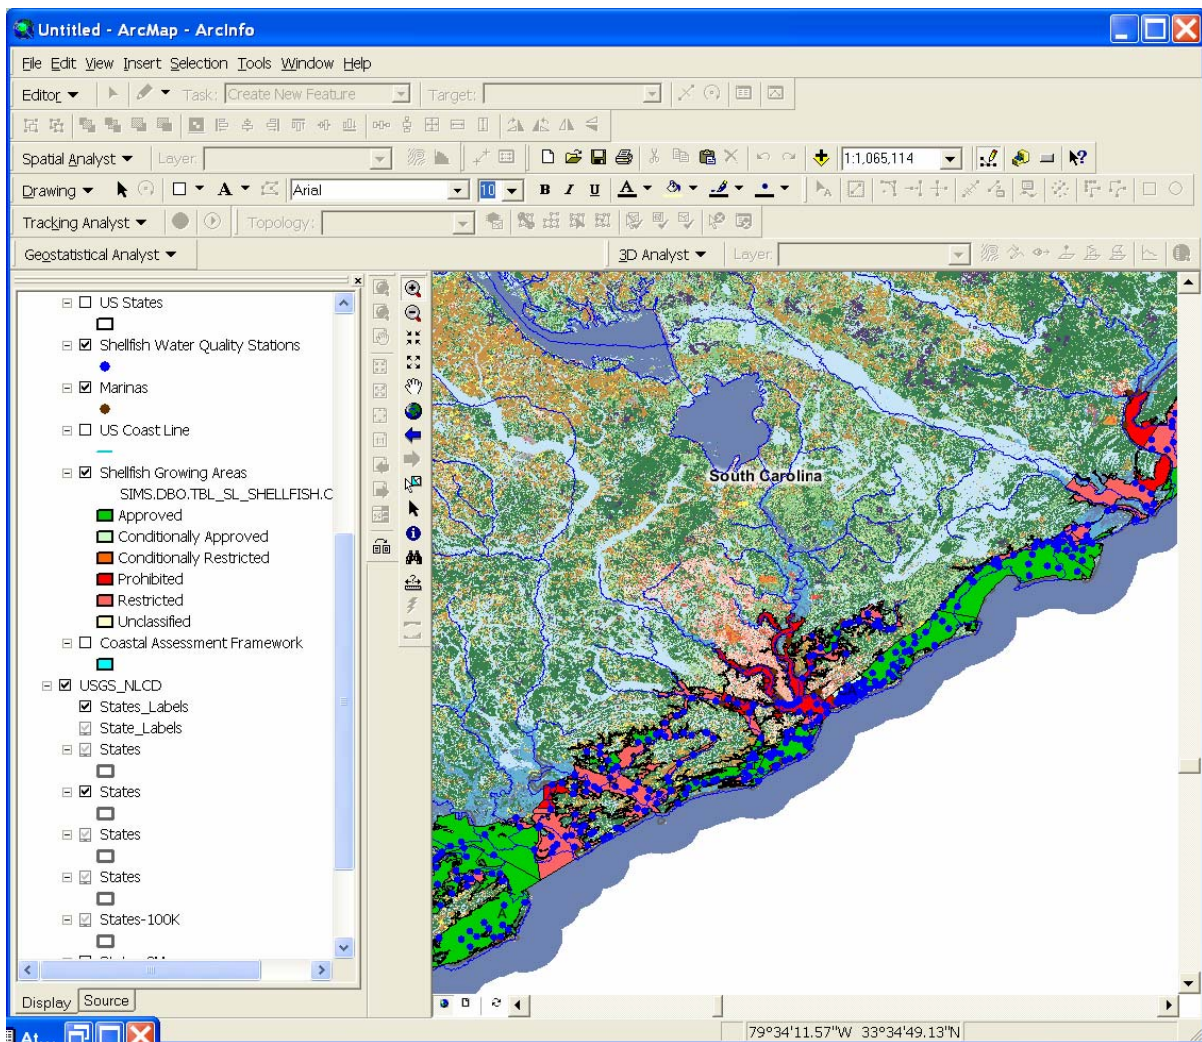 Untitled - ArcMap - ArcInfo
File Edit View Insert Selection Tools Window Help
Editor Task: Create New Feature Target:
Spatial Analyst Layer: 1:1,065,114
Drawing A Arial 10 B I U A
Tracking Analyst Topology:
Geostatistical Analyst 3D Analyst Layer:
US States
Shellfish Water Quality Stations
Marinas
US Coast Line
Shellfish Growing Areas
SIMS.DBO.TBL_SL_SHELLFISH.C
Approved
Conditionally Approved
Conditionally Restricted
Prohibited
Restricted
Unclassified
Coastal Assessment Framework
USGS_NLCD
States_Labels
State_Labels
States
States
States
States
States-100K
South Carolina
Display Source
At...
79°34'11.57"W 33°34'49.13"N